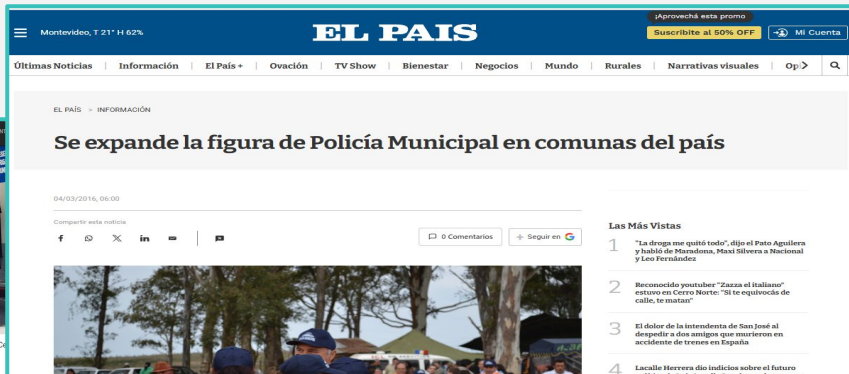 Montevideo, T 21° H 62%
EL PAIS
¡Aprovechá esta promo
Suscribite al 50% OFF
Mi Cuenta
Últimas Noticias | Información | El País + | Ovación | TV Show | Bienestar | Negocios | Mundo | Rurales | Narrativas visuales | Opi
EL PAÍS > INFORMACIÓN
Se expande la figura de Policía Municipal en comunas del país
04/03/2016, 06:00
Compartir esta noticia
0 Comentarios
+ Seguir en G
Las Más Vistas
1
"La droga me quitó todo", dijo el Pato Aguilera
y habló de Maradona, Maxi Silvera a Nacional
y Leo Fernández
2
Reconocido youtuber "Zazza el italiano"
estuvo en Cerro Norte: "Si te equivocás de
calle, te matan"
3
El dolor de la intendenta de San José al
despedir a dos amigos que murieron en
accidente de trenes en España
4
Lacalle Herrera dio indicios sobre el futuro